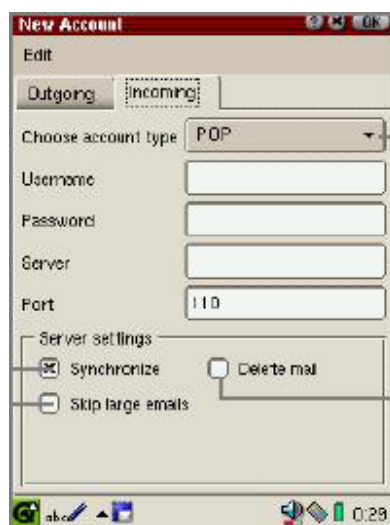 New Account ? OK
Edit
Outgoing Incoming
Choose account type POP
Username
Password
Server
Port 110
Server settings
Synchronize Delete mail
Skip large emails
abc 0:29